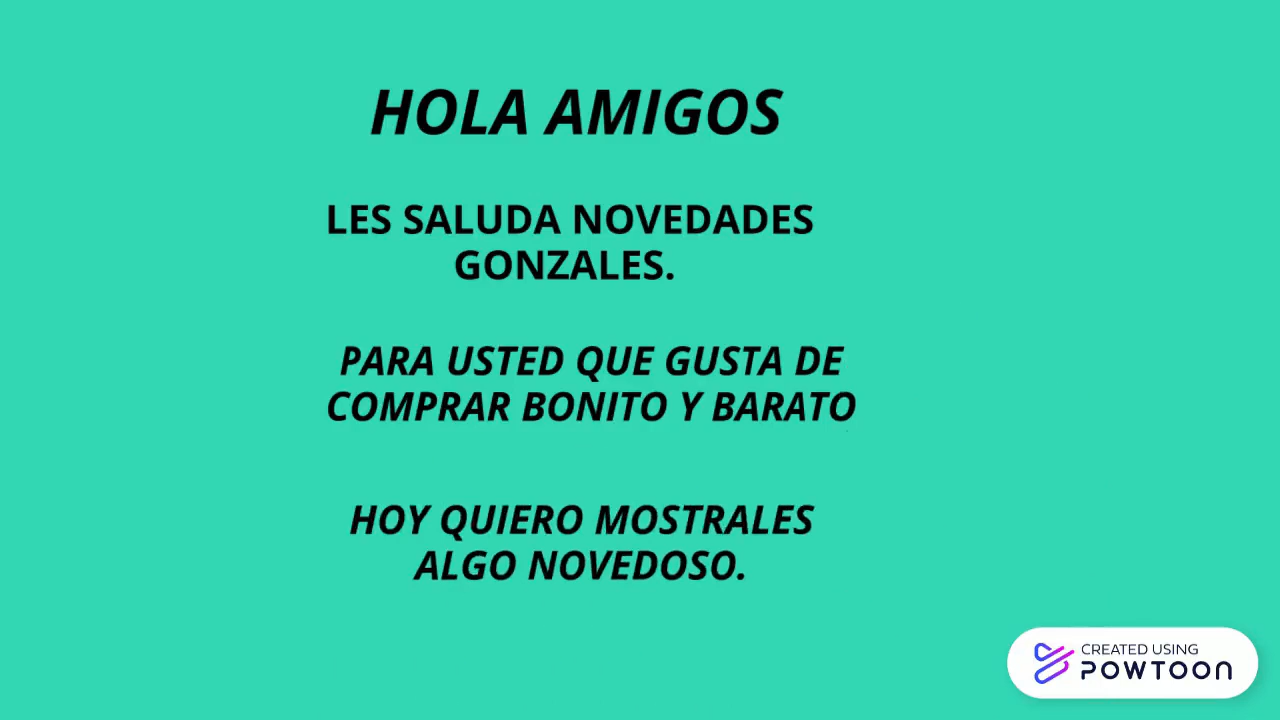 HOLA AMIGOS
LES SALUDA NOVEDADES
GONZALES.
PARA USTED QUE GUSTA DE
COMPRAR BONITO Y BARATO
HOY QUIERO MOSTRALES
ALGO NOVEDOSO.
CREATED USING
POWTOON